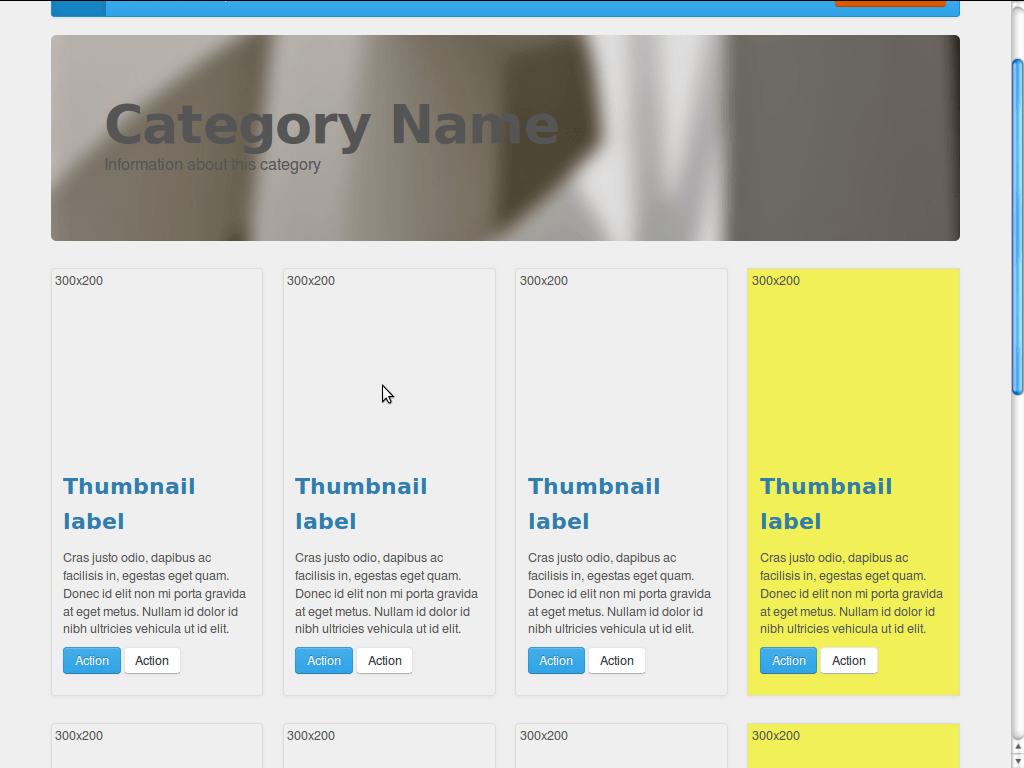 Category Name
Information about this category
300x200
Thumbnail
label
Cras justo odio, dapibus ac
facilisis in, egestas eget quam.
Donec id elit non mi porta gravida
at eget metus. Nullam id dolor id
nibh ultricies vehicula ut id elit.
Action Action
300x200
Thumbnail
label
Cras justo odio, dapibus ac
facilisis in, egestas eget quam.
Donec id elit non mi porta gravida
at eget metus. Nullam id dolor id
nibh ultricies vehicula ut id elit.
Action Action
300x200
Thumbnail
label
Cras justo odio, dapibus ac
facilisis in, egestas eget quam.
Donec id elit non mi porta gravida
at eget metus. Nullam id dolor id
nibh ultricies vehicula ut id elit.
Action Action
300x200
Thumbnail
label
Cras justo odio, dapibus ac
facilisis in, egestas eget quam.
Donec id elit non mi porta gravida
at eget metus. Nullam id dolor id
nibh ultricies vehicula ut id elit.
Action Action
300x200
300x200
300x200
300x200